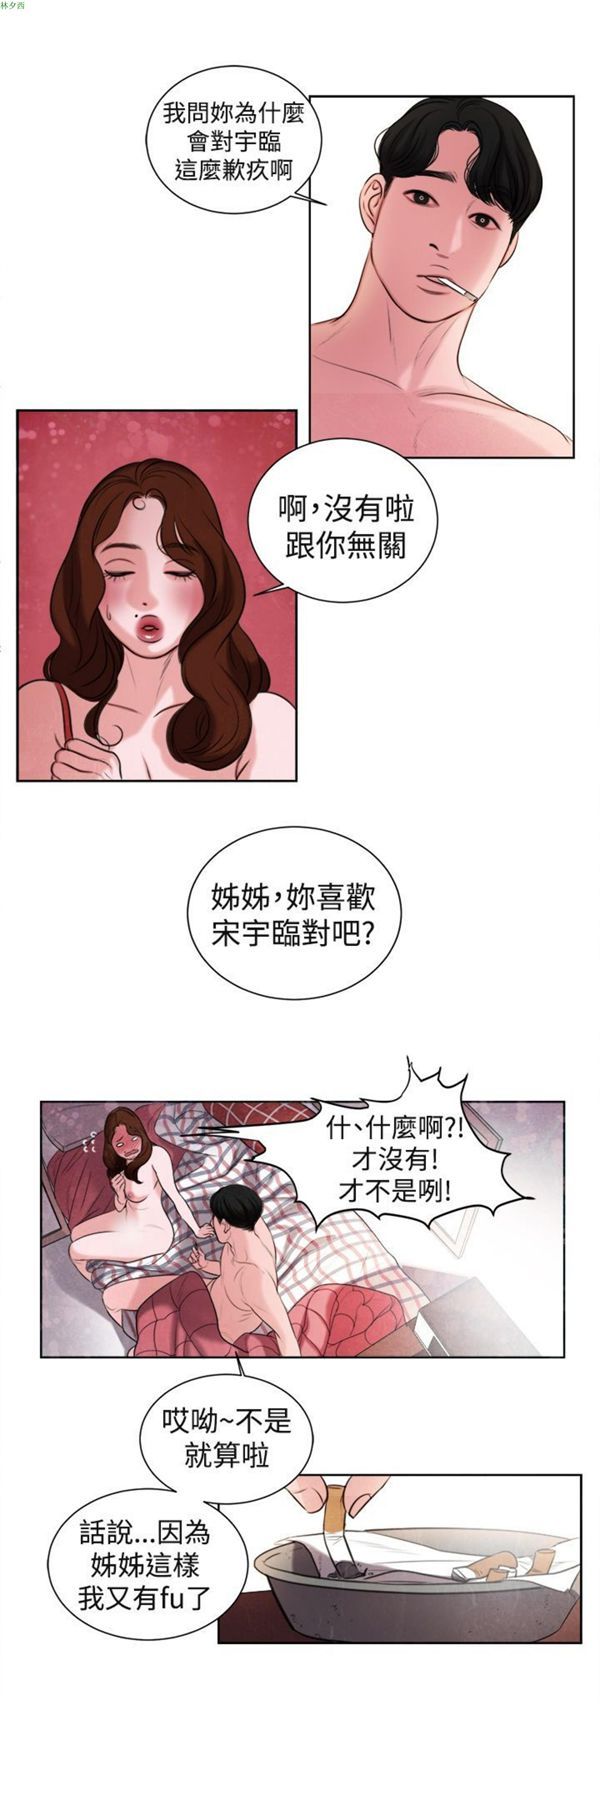 林夕西
我問妳為什麼
會對宇臨
這麼歉疚啊
啊，沒有啦
跟你無關
姊姊，妳喜歡
宋宇臨對吧?
什、什麼啊?!
才沒有!
才不是咧!
哎呦~不是
就算啦
話說...因為
姊姊這樣
我又有fu了